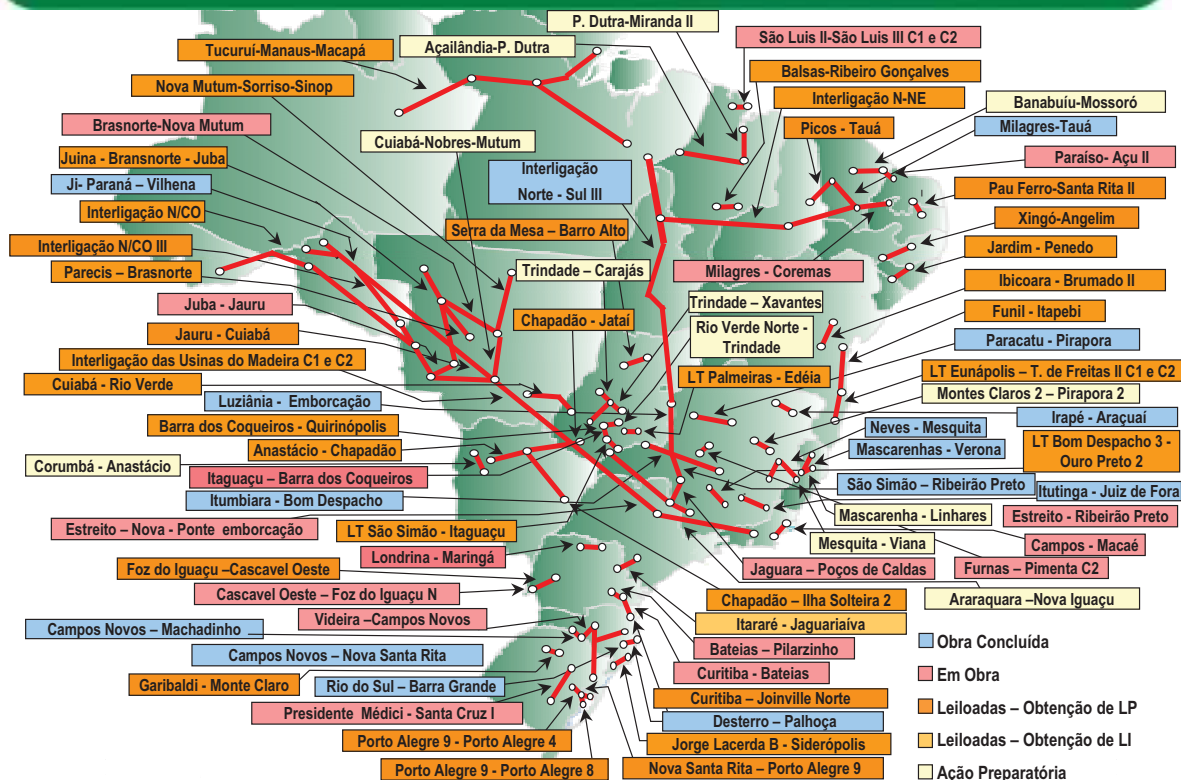 P. Dutra-Miranda II
São Luis II-São Luis III C1 e C2
Tucuruí-Manaus-Macapá
Açailândia-P. Dutra
Balsas-Ribeiro Gonçalves
Nova Mutum-Sorriso-Sinop
Interligação N-NE
Banabuíu-Mossoró
Brasnorte-Nova Mutum
Picos - Tauá
Milagres-Tauá
Cuiabá-Nobres-Mutum
Paraíso- Açu II
Juina - Bransnorte - Juba
Interligação
Norte - Sul III
Ji- Paraná – Vilhena
Pau Ferro-Santa Rita II
Interligação N/CO
Xingó-Angelim
Serra da Mesa – Barro Alto
Interligação N/CO III
Jardim - Penedo
Parecis – Brasnorte
Trindade – Carajás
Milagres - Coremas
Ibicoara - Brumado II
Juba - Jauru
Trindade – Xavantes
Chapadão - Jataí
Funil - Itapebi
Rio Verde Norte -
Trindade
Jauru - Cuiabá
Paracatu - Pirapora
Interligação das Usinas do Madeira C1 e C2
LT Eunápolis – T. de Freitas II C1 e C2
Cuiabá - Rio Verde
LT Palmeiras - Edéia
Montes Claros 2 – Pirapora 2
Luziânia - Emborcação
Irapé - Araçuaí
Barra dos Coqueiros - Quirinópolis
Neves - Mesquita
Anastácio - Chapadão
Mascarenhas - Verona
LT Bom Despacho 3 -
Ouro Preto 2
Corumbá - Anastácio
Itaguaçu – Barra dos Coqueiros
São Simão – Ribeirão Preto
Itumbiara - Bom Despacho
Itutinga - Juiz de Fora
Estreito – Nova - Ponte emborcação
LT São Simão - Itaguaçu
Mascarenha - Linhares
Estreito – Ribeirão Preto
Londrina – Maringá
Mesquita - Viana
Campos - Macaé
Foz do Iguaçu –Cascavel Oeste
Jaguara – Poços de Caldas
Furnas – Pimenta C2
Cascavel Oeste – Foz do Iguaçu N
Chapadão – Ilha Solteira 2
Araraquara –Nova Iguaçu
Videira –Campos Novos
Itararé - Jaguariaíva
Campos Novos – Machadinho
Obra Concluída
Bateias – Pilarzinho
Campos Novos – Nova Santa Rita
Curitiba - Bateias
Em Obra
Garibaldi - Monte Claro
Rio do Sul – Barra Grande
Curitiba – Joinville Norte
Presidente Médici - Santa Cruz I
Leiloadas – Obtenção de LP
Desterro – Palhoça
Porto Alegre 9 - Porto Alegre 4
Jorge Lacerda B - Siderópolis
Leiloadas – Obtenção de LI
Porto Alegre 9 - Porto Alegre 8
Nova Santa Rita – Porto Alegre 9
Ação Preparatória